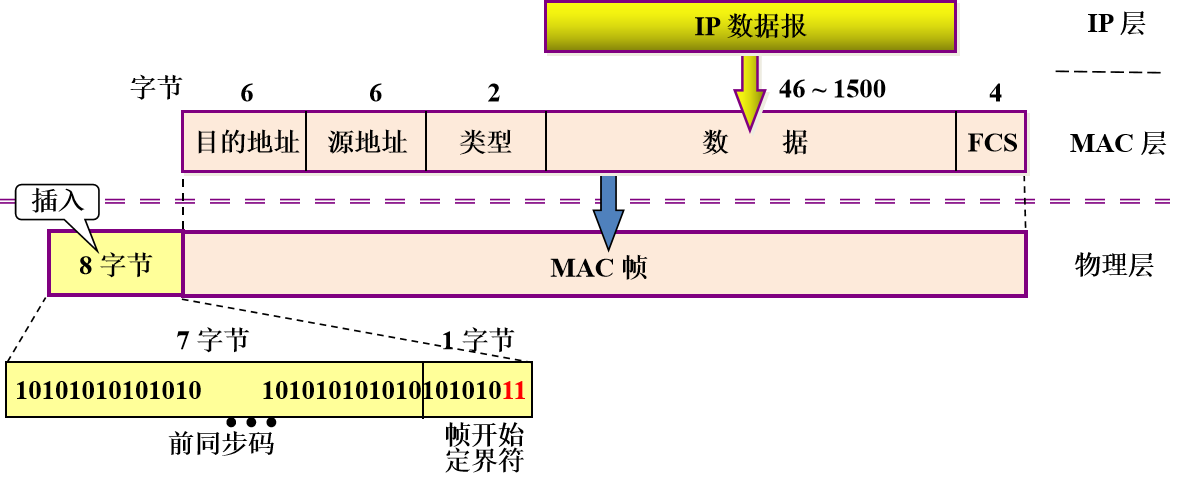 IP 数据报
IP 层
字节
6
6
2
46 ~ 1500
4
目的地址
源地址
类型
数 据
FCS
MAC 层
插入
8 字节
MAC 帧
物理层
7 字节
1 字节
10101010101010
101010101010
10101011
•••
前同步码
帧开始
定界符